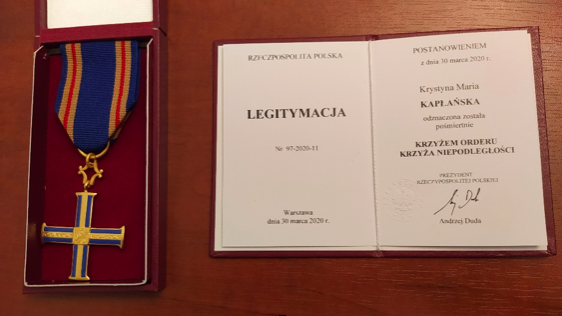 RZECZPOSPOLITA POLSKA
LEGITYMACJA
Nr 97-2020-11
Warszawa
dnia 30 marca 2020 r.
POSTANOWIENIEM
z dnia 30 marca 2020 r.
Krystyna Maria
KAPŁAŃSKA
odznaczona została
pośmiertnie
KRZYŻEM ORDERU
KRZYŻA NIEPODLEGŁOŚCI
PREZYDENT
RZECZYPOSPOLITEJ POLSKIEJ
Andrzej Duda